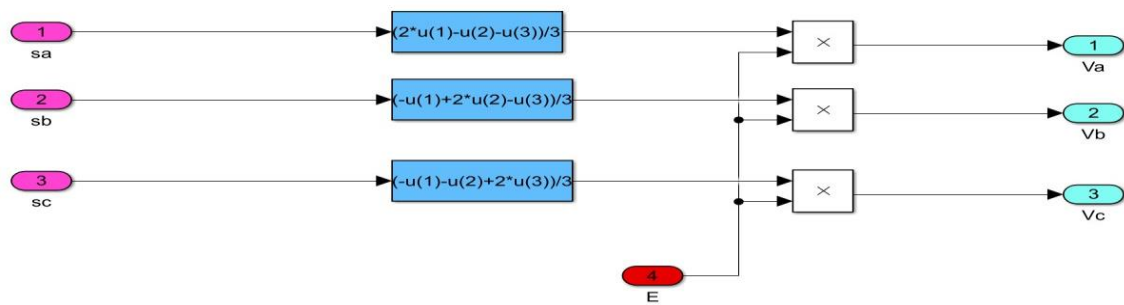 1
sa
(2*u(1)-u(2)-u(3))/3
×
1
Va
2
sb
(-u(1)+2*u(2)-u(3))/3
×
2
Vb
3
sc
(-u(1)-u(2)+2*u(3))/3
×
3
Vc
4
E